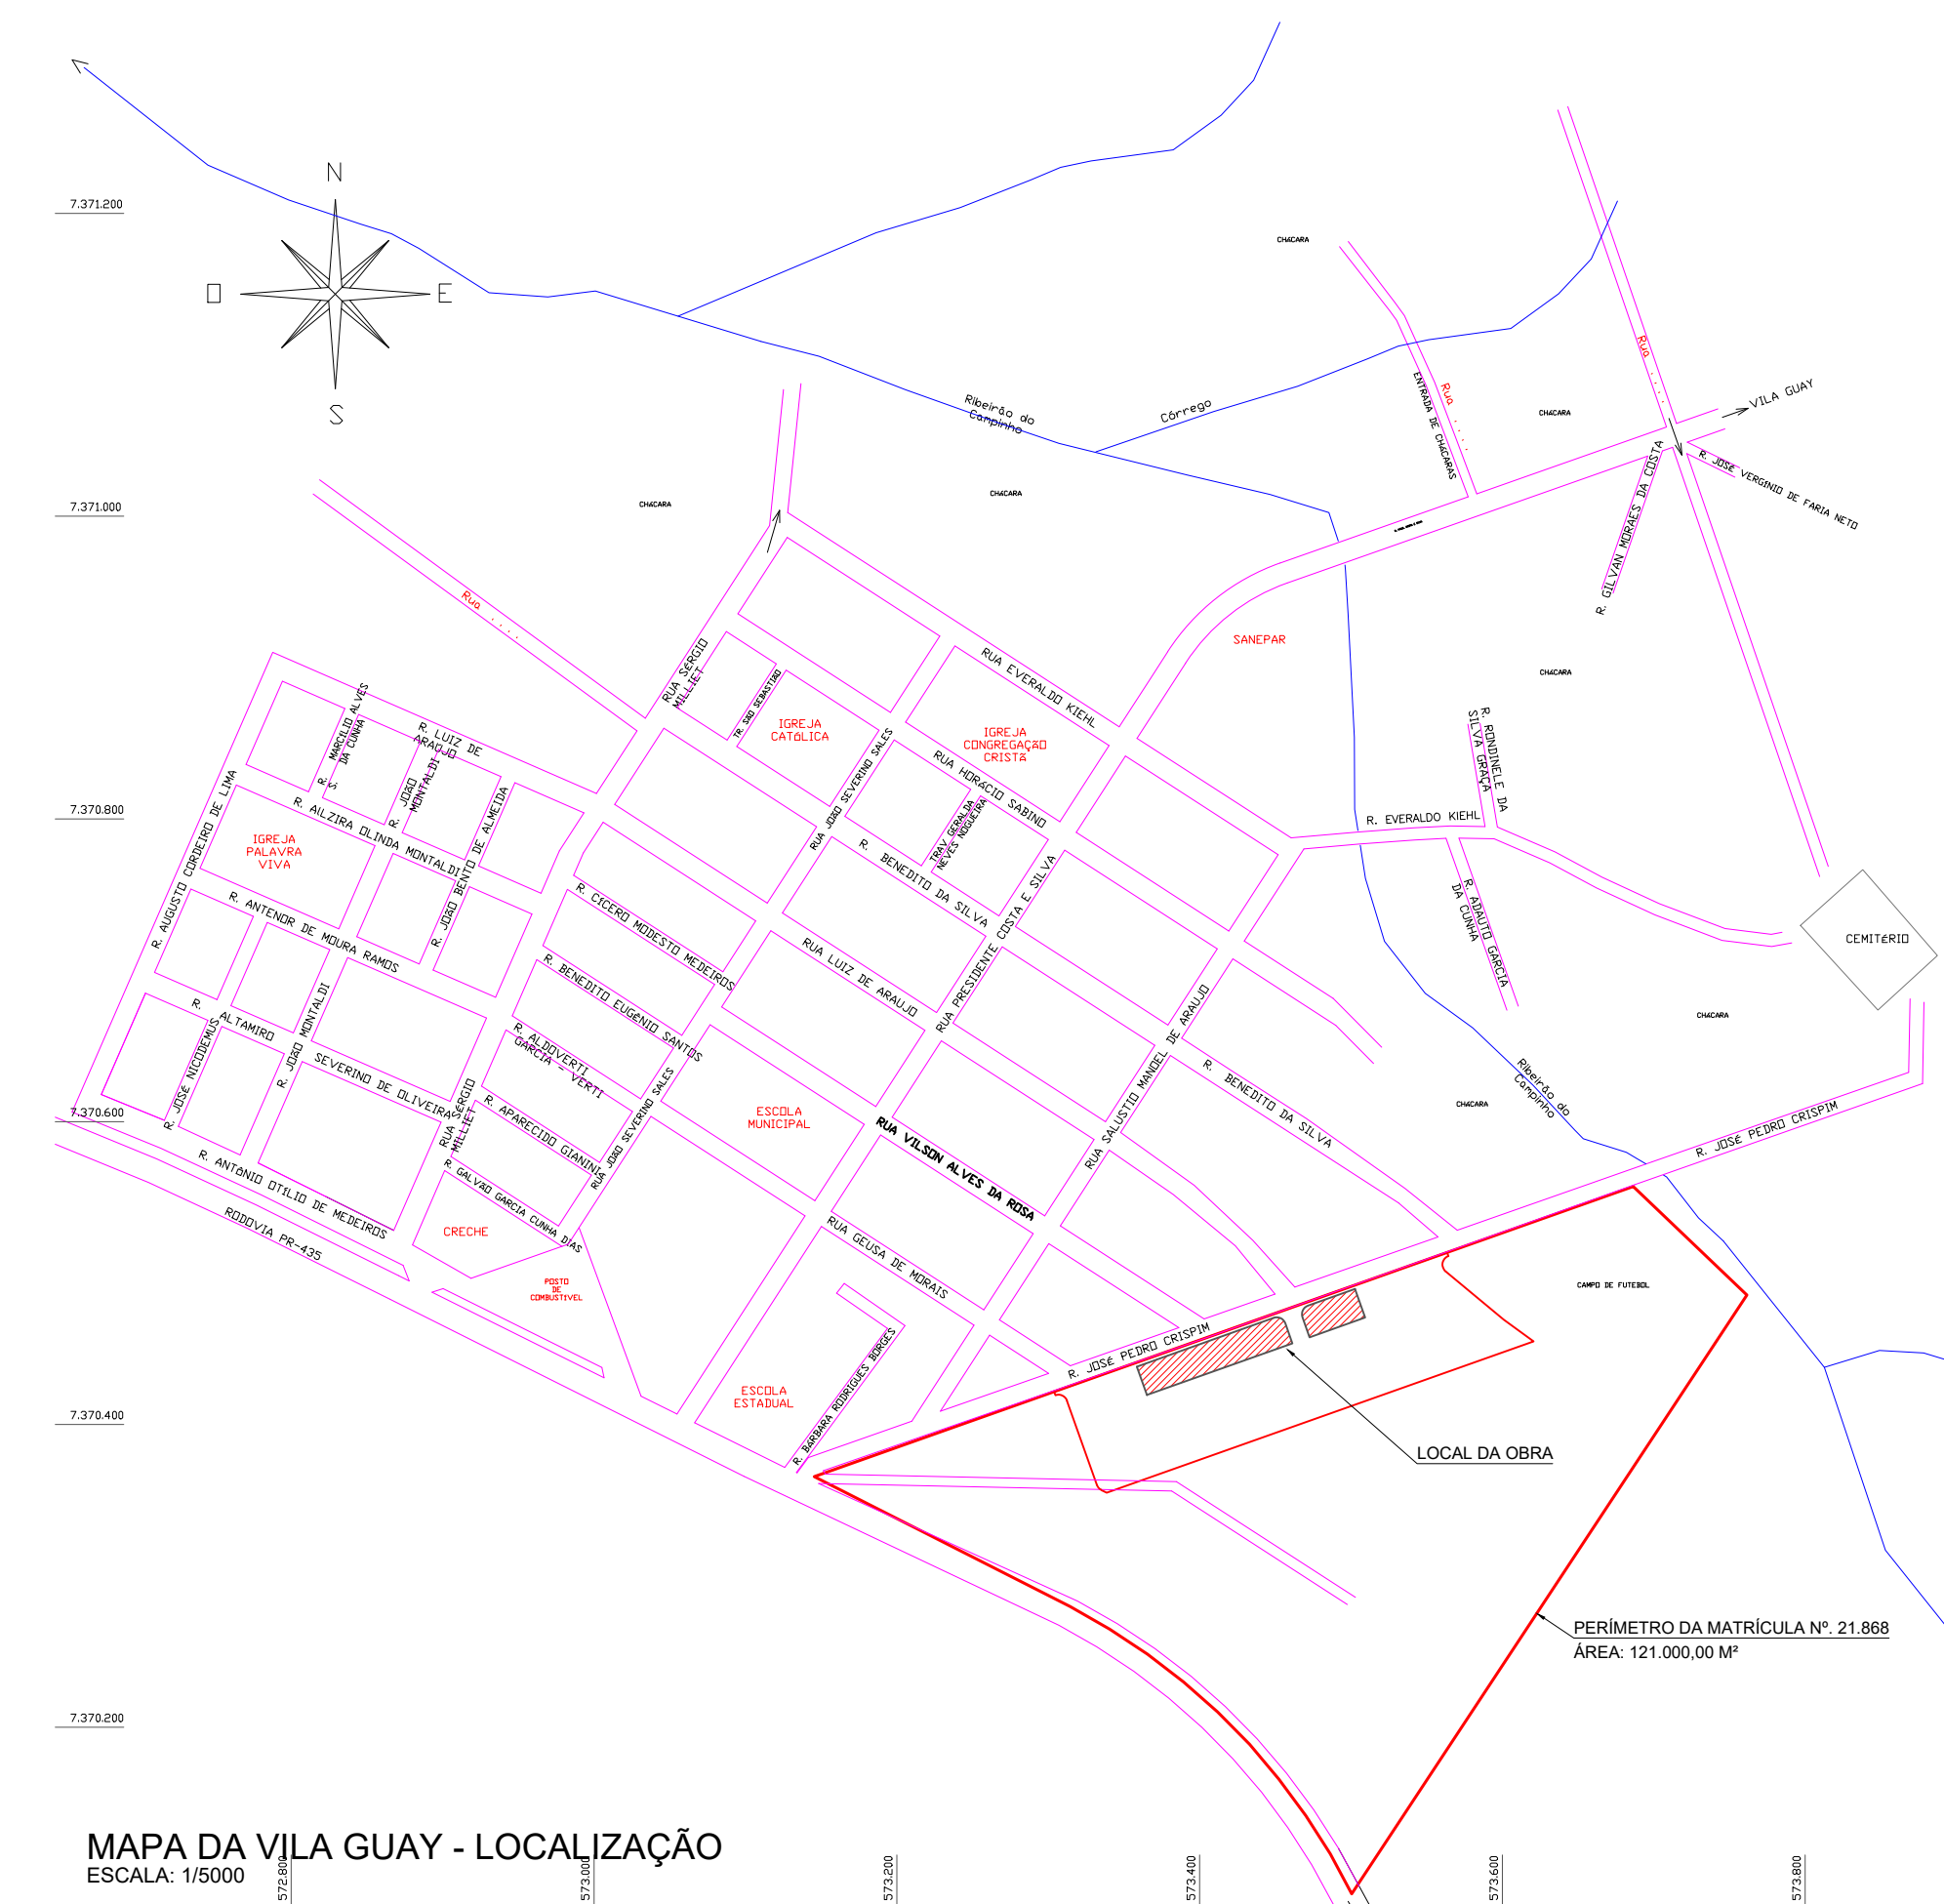 N
O
E
S
7.371.200
7.371.000
7.370.800
7.370.600
7.370.400
7.370.200
572.800
573.000
573.200
573.400
573.600
573.800
CHáCARA
Ribeirão do
Campinho
Córrego
ENTRADA DE CHáCARAS
Rua . . . .
Rua . . . .
CHáCARA
VILA GUAY
R. JOSé VERGíNIO DE FARIA NETO
R. GILVAN MORAES DA COSTA
CHáCARA
CHáCARA
Rua . . . .
SANEPAR
CHáCARA
RUA SéRGIO
MILLIET
TR. SãO SEBASTIãO
IGREJA
CATóLICA
RUA EVERALDO KIEHL
IGREJA
CONGREGAÇãO
CRISTã
RUA HORáCIO SABINO
RUA JOãO SEVERINO SALES
TRAV. GERALDA
NEVES NOGUEIRA
R. BENEDITO DA SILVA
R. RONDINELE DA
SILVA GRAÇA
R. EVERALDO KIEHL
R. ADAUTO GARCIA
DA CUNHA
CEMITéRIO
CHáCARA
R. MARCILIO ALVES
DA CUNHA
R. LUIZ DE
ARAúJO
R. JOãO
MONTALDI
R. AUGUSTO CORDEIRO DE LIMA
R. AILZIRA OLINDA MONTALDI
R. JOãO BENTO DE ALMEIDA
IGREJA
PALAVRA
VIVA
R. ANTENOR DE MOURA RAMOS
R. CíCERO MODESTO MEDEIROS
RUA LUIZ DE ARAUJO
RUA PRESIDENTE COSTA E SILVA
R. BENEDITO EUGêNIO SANTOS
R. ALTAMIRO
SEVERINO DE OLIVEIRA
R. JOSé NICODEMUS
R. JOãO MONTALDI
R. ALDOVERTI
GARCIA - VERTI
RUA SéRGIO
MILLIET
R. APARECIDO GIANINI
RUA JOãO SEVERINO SALES
ESCOLA
MUNICIPAL
RUA VILSON ALVES DA ROSA
RUA SALUSTIO MANOEL DE ARAUJO
R. BENEDITO DA SILVA
CHáCARA
Ribeirão do
Campinho
R. JOSé PEDRO CRISPIM
R. ANTôNIO OTíLIO DE MEDEIROS
RODOVIA PR-435
R. GALVãO GARCIA CUNHA DIAS
CRECHE
POSTO
DE
COMBUSTíVEL
RUA GEUSA DE MORAIS
R. BáRBARA RODRIGUES BORGES
ESCOLA
ESTADUAL
R. JOSé PEDRO CRISPIM
CAMPO DE FUTEBOL
LOCAL DA OBRA
PERÍMETRO DA MATRÍCULA Nº. 21.868
ÁREA: 121.000,00 M²
MAPA DA VILA GUAY - LOCALIZAÇÃO
ESCALA: 1/5000